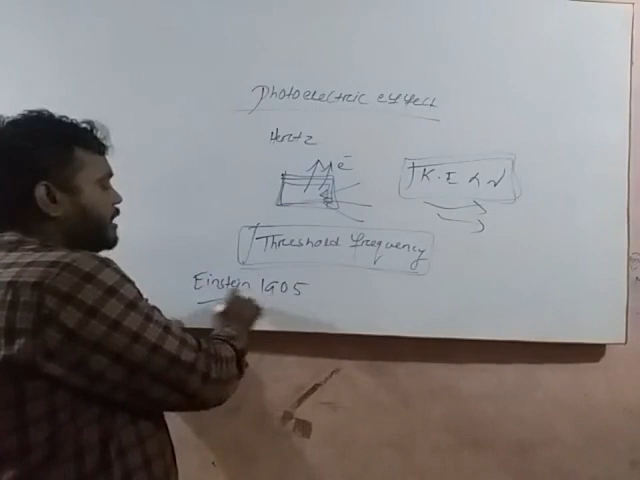 Photoelectric effect
Hertz
e-
K.E ∝ ν
Threshold frequency
Einstein 1905